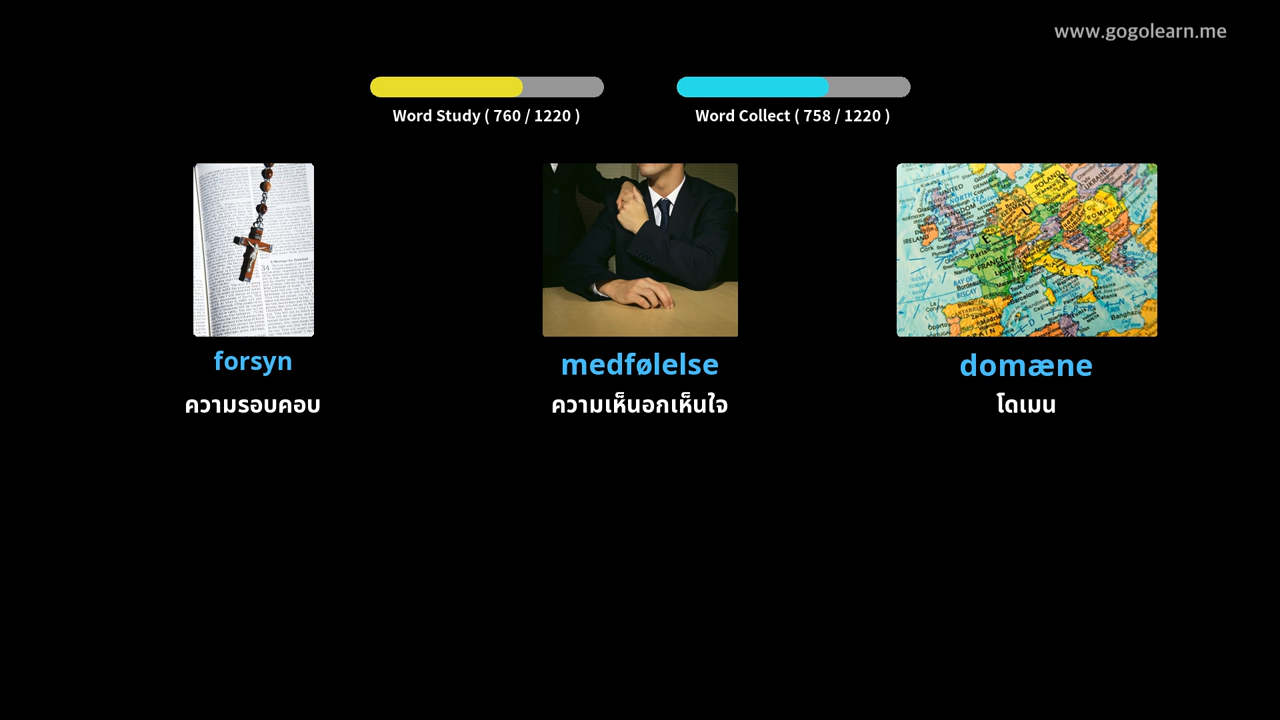 www.gogolearn.me
Word Study ( 760 / 1220 )
Word Collect ( 758 / 1220 )
forsyn
medfølelse
domæne
ความรอบคอบ
ความเห็นอกเห็นใจ
โดเมน